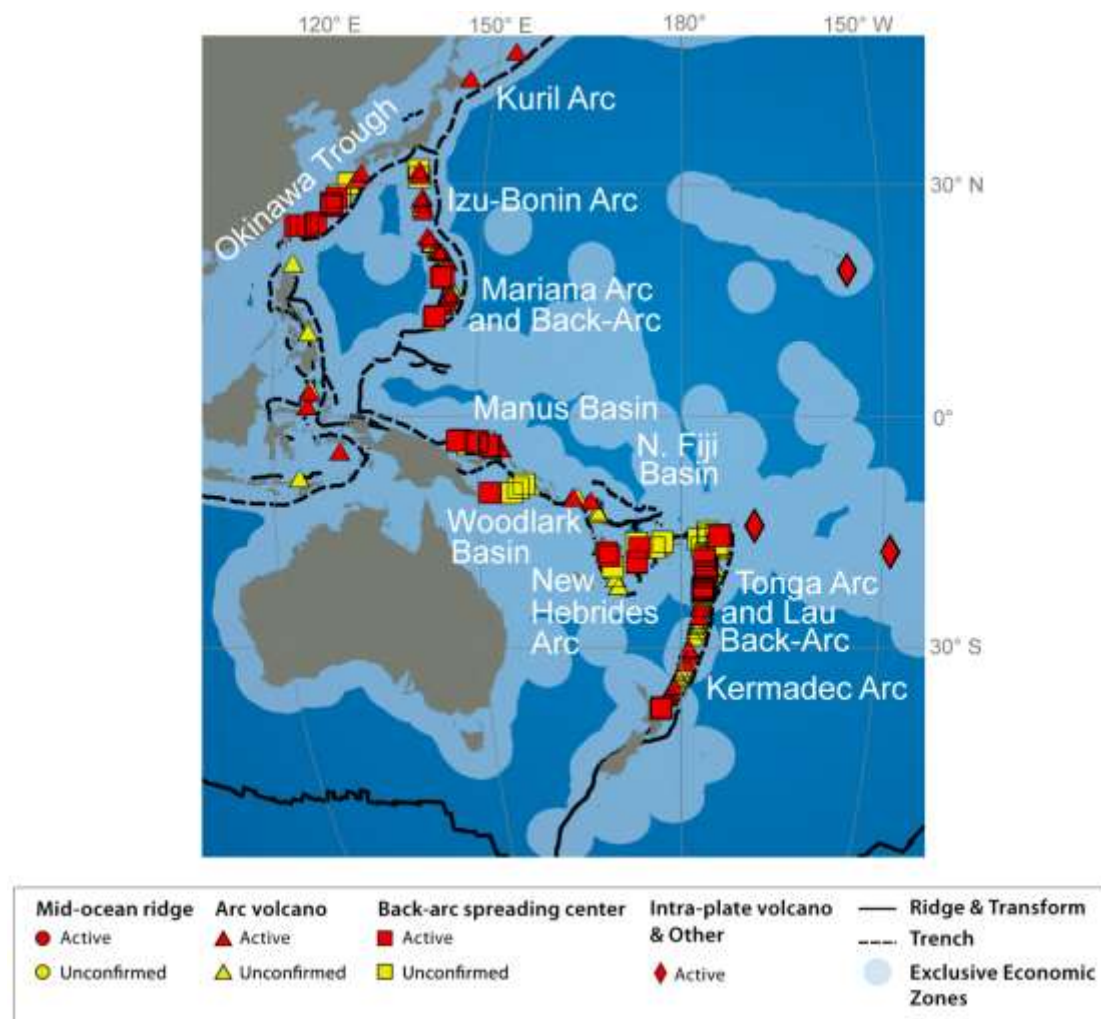 120° E 150° E 180° 150° W
Kuril Arc
Okinawa Trough
30° N
Izu-Bonin Arc
Mariana Arc
and Back-Arc
Manus Basin
0°
N. Fiji
Basin
Woodlark
Basin
New
Hebrides
Arc
Tonga Arc
and Lau
Back-Arc
30° S
Kermadec Arc
Mid-ocean ridge
Active
Unconfirmed
Arc volcano
Active
Unconfirmed
Back-arc spreading center
Active
Unconfirmed
Intra-plate volcano
& Other
Active
Ridge & Transform
Trench
Exclusive Economic
Zones